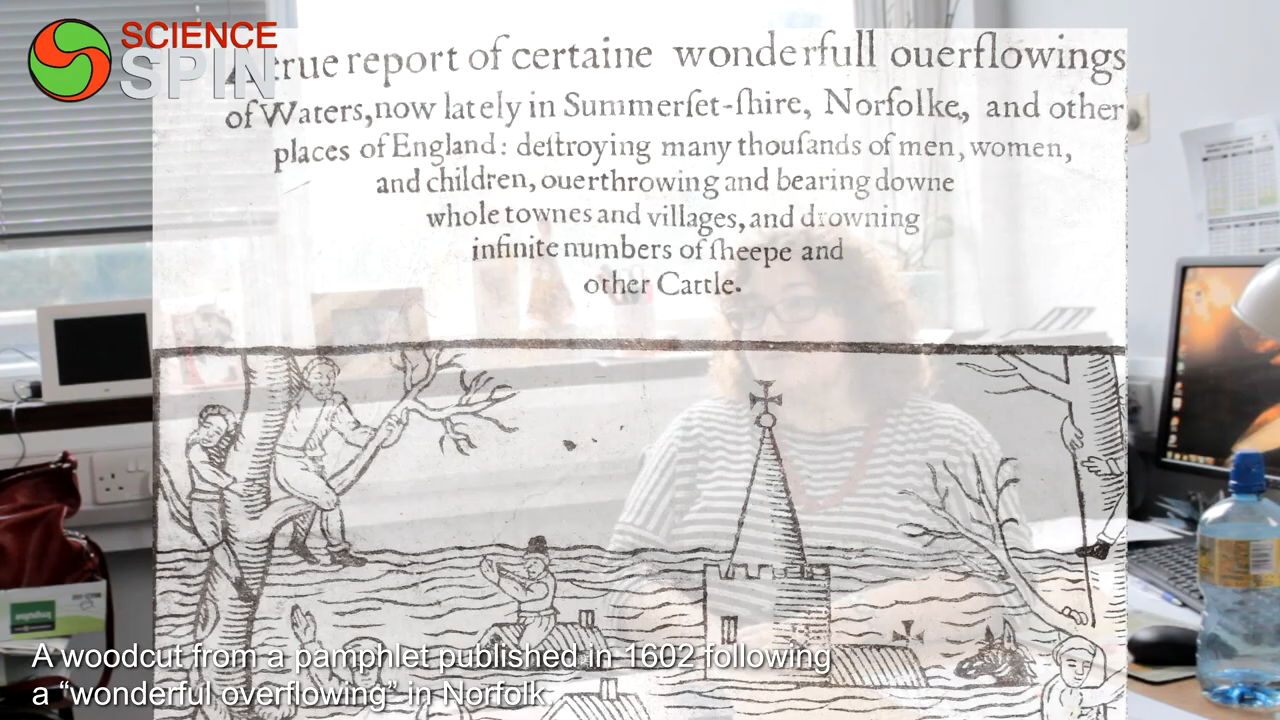 SCIENCE
SPIN
true report of certaine wonderfull ouerflowings
of Waters, now lately in Summerſet-ſhire, Norfolke, and other
places of England: deſtroying many thouſands of men, women,
and children, ouerthrowing and bearing downe
whole townes and villages, and drowning
infinite numbers of ſheepe and
other Cattle.
A woodcut from a pamphlet published in 1602 following
a “wonderful overflowing” in Norfolk